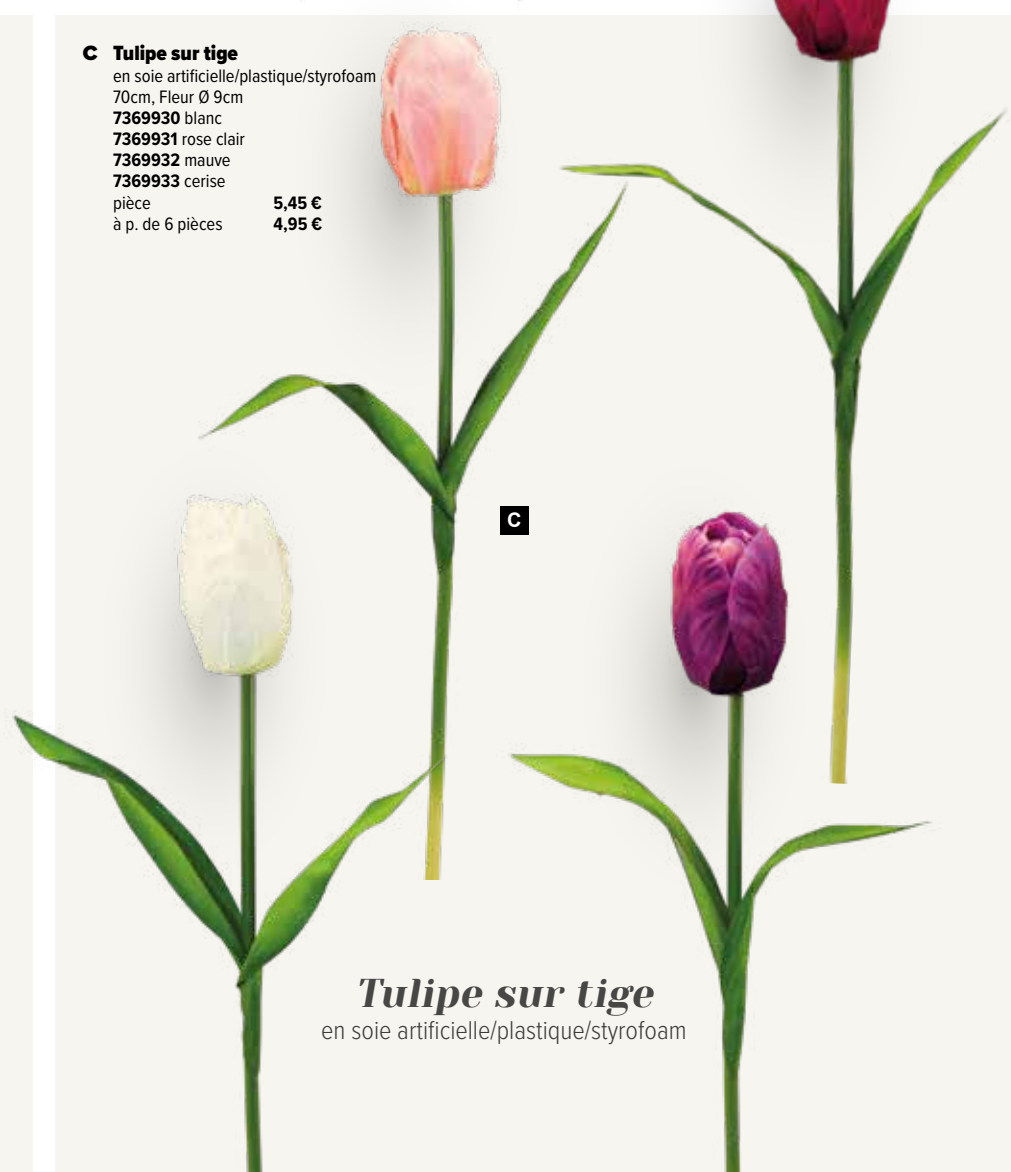 C Tulipe sur tige
en soie artificielle/plastique/styrofoam
70cm, Fleur Ø 9cm
7369930 blanc
7369931 rose clair
7369932 mauve
7369933 cerise
pièce 5,45 €
à p. de 6 pièces 4,95 €
C
Tulipe sur tige
en soie artificielle/plastique/styrofoam